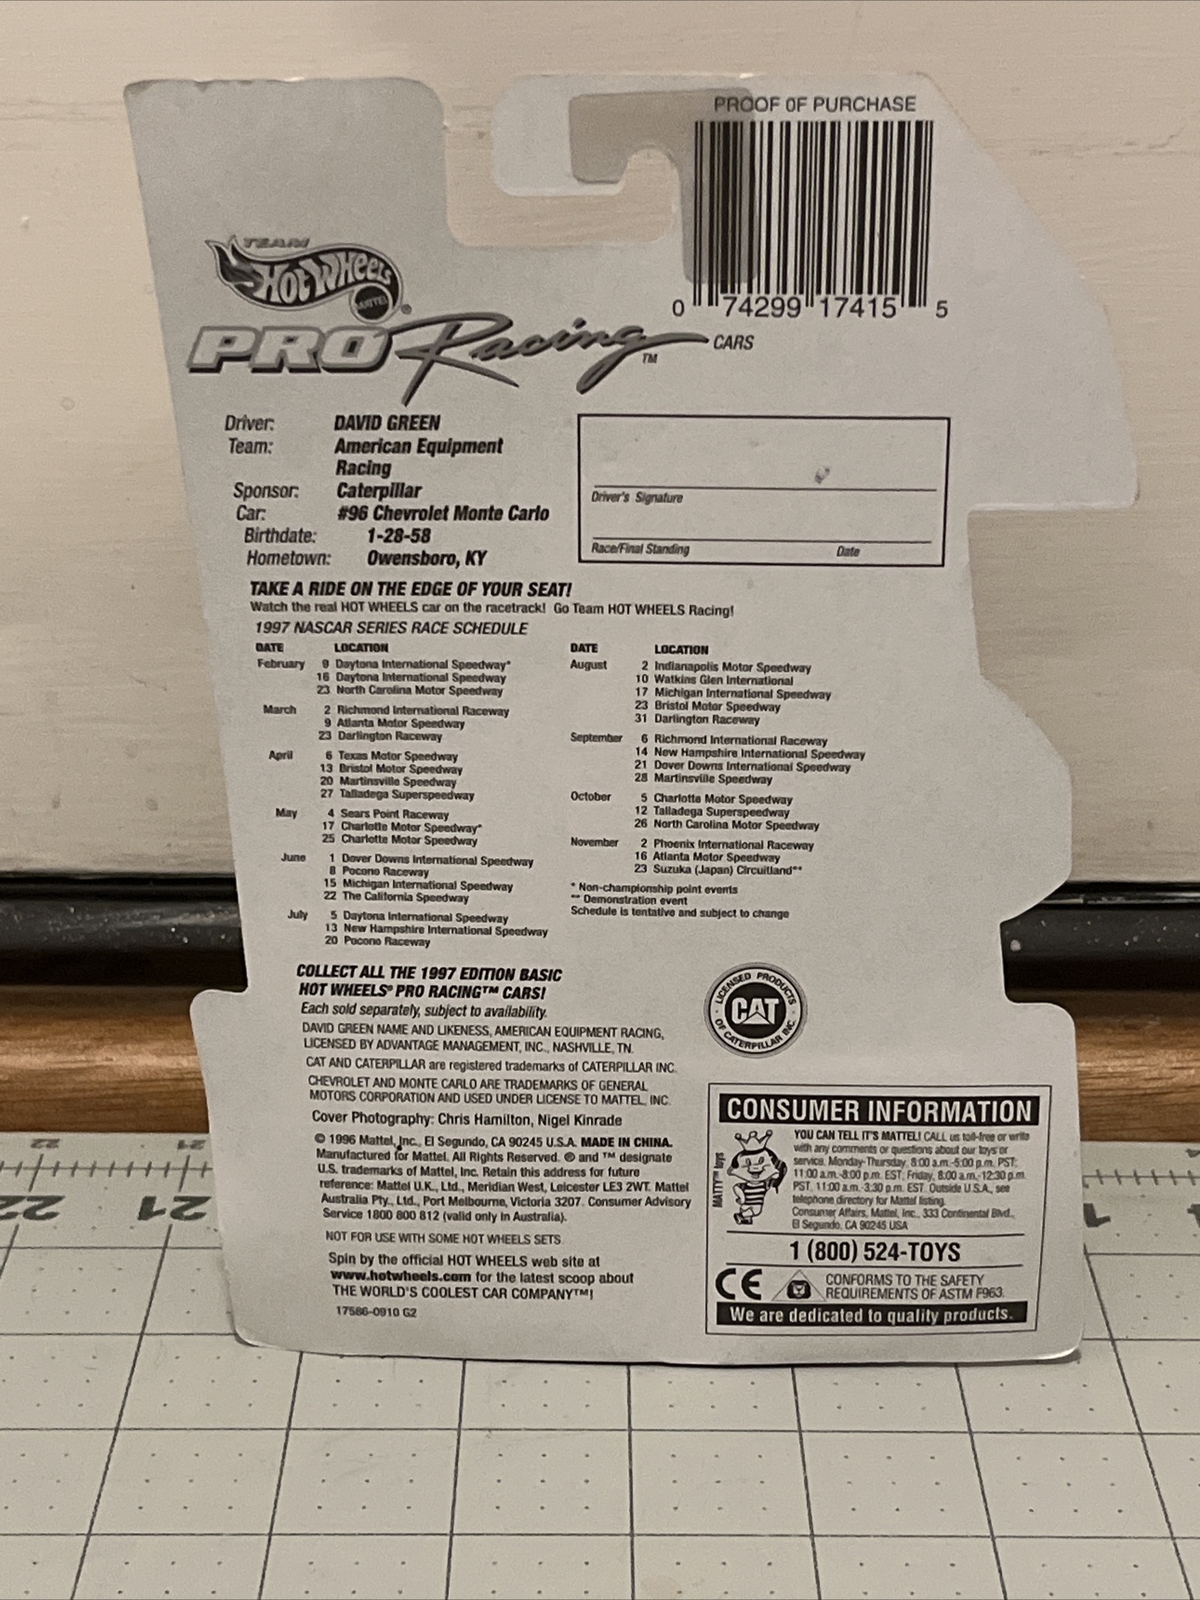 PROOF OF PURCHASE
0 74299 17415 5
TEAM
HOT WHEELS
MATTEL ®
PRO Racing™ CARS
Driver: DAVID GREEN
Team: American Equipment
Racing
Sponsor: Caterpillar
Car: #96 Chevrolet Monte Carlo
Birthdate: 1-28-58
Hometown: Owensboro, KY
Driver's Signature
Race/Final Standing Date
TAKE A RIDE ON THE EDGE OF YOUR SEAT!
Watch the real HOT WHEELS car on the racetrack! Go Team HOT WHEELS Racing!
1997 NASCAR SERIES RACE SCHEDULE
DATE LOCATION
February 9 Daytona International Speedway*
16 Daytona International Speedway
23 North Carolina Motor Speedway
March 2 Richmond International Raceway
9 Atlanta Motor Speedway
23 Darlington Raceway
April 6 Texas Motor Speedway
13 Bristol Motor Speedway
20 Martinsville Speedway
27 Talladega Superspeedway
May 4 Sears Point Raceway
17 Charlotte Motor Speedway*
25 Charlotte Motor Speedway
June 1 Dover Downs International Speedway
8 Pocono Raceway
15 Michigan International Speedway
22 The California Speedway
July 5 Daytona International Speedway
13 New Hampshire International Speedway
20 Pocono Raceway
DATE LOCATION
August 2 Indianapolis Motor Speedway
10 Watkins Glen International
17 Michigan International Speedway
23 Bristol Motor Speedway
31 Darlington Raceway
September 6 Richmond International Raceway
14 New Hampshire International Speedway
21 Dover Downs International Speedway
28 Martinsville Speedway
October 5 Charlotte Motor Speedway
12 Talladega Superspeedway
26 North Carolina Motor Speedway
November 2 Phoenix International Raceway
16 Atlanta Motor Speedway
23 Suzuka (Japan) Circuitland**
* Non-championship point events
** Demonstration event
Schedule is tentative and subject to change
COLLECT ALL THE 1997 EDITION BASIC
HOT WHEELS® PRO RACING™ CARS!
Each sold separately, subject to availability.
DAVID GREEN NAME AND LIKENESS, AMERICAN EQUIPMENT RACING,
LICENSED BY ADVANTAGE MANAGEMENT, INC., NASHVILLE, TN.
CAT AND CATERPILLAR are registered trademarks of CATERPILLAR INC.
CHEVROLET AND MONTE CARLO ARE TRADEMARKS OF GENERAL
MOTORS CORPORATION AND USED UNDER LICENSE TO MATTEL, INC.
Cover Photography: Chris Hamilton, Nigel Kinrade
© 1996 Mattel, Inc., El Segundo, CA 90245 U.S.A. MADE IN CHINA.
Manufactured for Mattel. All Rights Reserved. ® and ™ designate
U.S. trademarks of Mattel, Inc. Retain this address for future
reference: Mattel U.K., Ltd., Meridian West, Leicester LE3 2WT. Mattel
Australia Pty., Ltd., Port Melbourne, Victoria 3207. Consumer Advisory
Service 1800 800 812 (valid only in Australia).
NOT FOR USE WITH SOME HOT WHEELS SETS.
Spin by the official HOT WHEELS web site at
www.hotwheels.com for the latest scoop about
THE WORLD'S COOLEST CAR COMPANY™!
17586-0910 G2
LICENSED PRODUCTS
CAT
OF CATERPILLAR INC.
CONSUMER INFORMATION
MATTY™ toys
YOU CAN TELL IT'S MATTEL! CALL us toll-free or write
with any comments or questions about our toys or
service, Monday-Thursday, 8:00 a.m.-5:00 p.m. PST;
11:00 a.m.-8:00 p.m. EST; Friday, 8:00 a.m.-12:30 p.m.
PST, 11:00 a.m.-3:30 p.m. EST. Outside U.S.A., see
telephone directory for Mattel listing.
Consumer Affairs, Mattel, Inc., 333 Continental Blvd.,
El Segundo, CA 90245 USA
1 (800) 524-TOYS
CE
CONFORMS TO THE SAFETY
REQUIREMENTS OF ASTM F963.
We are dedicated to quality products.
22 21
22 21 1